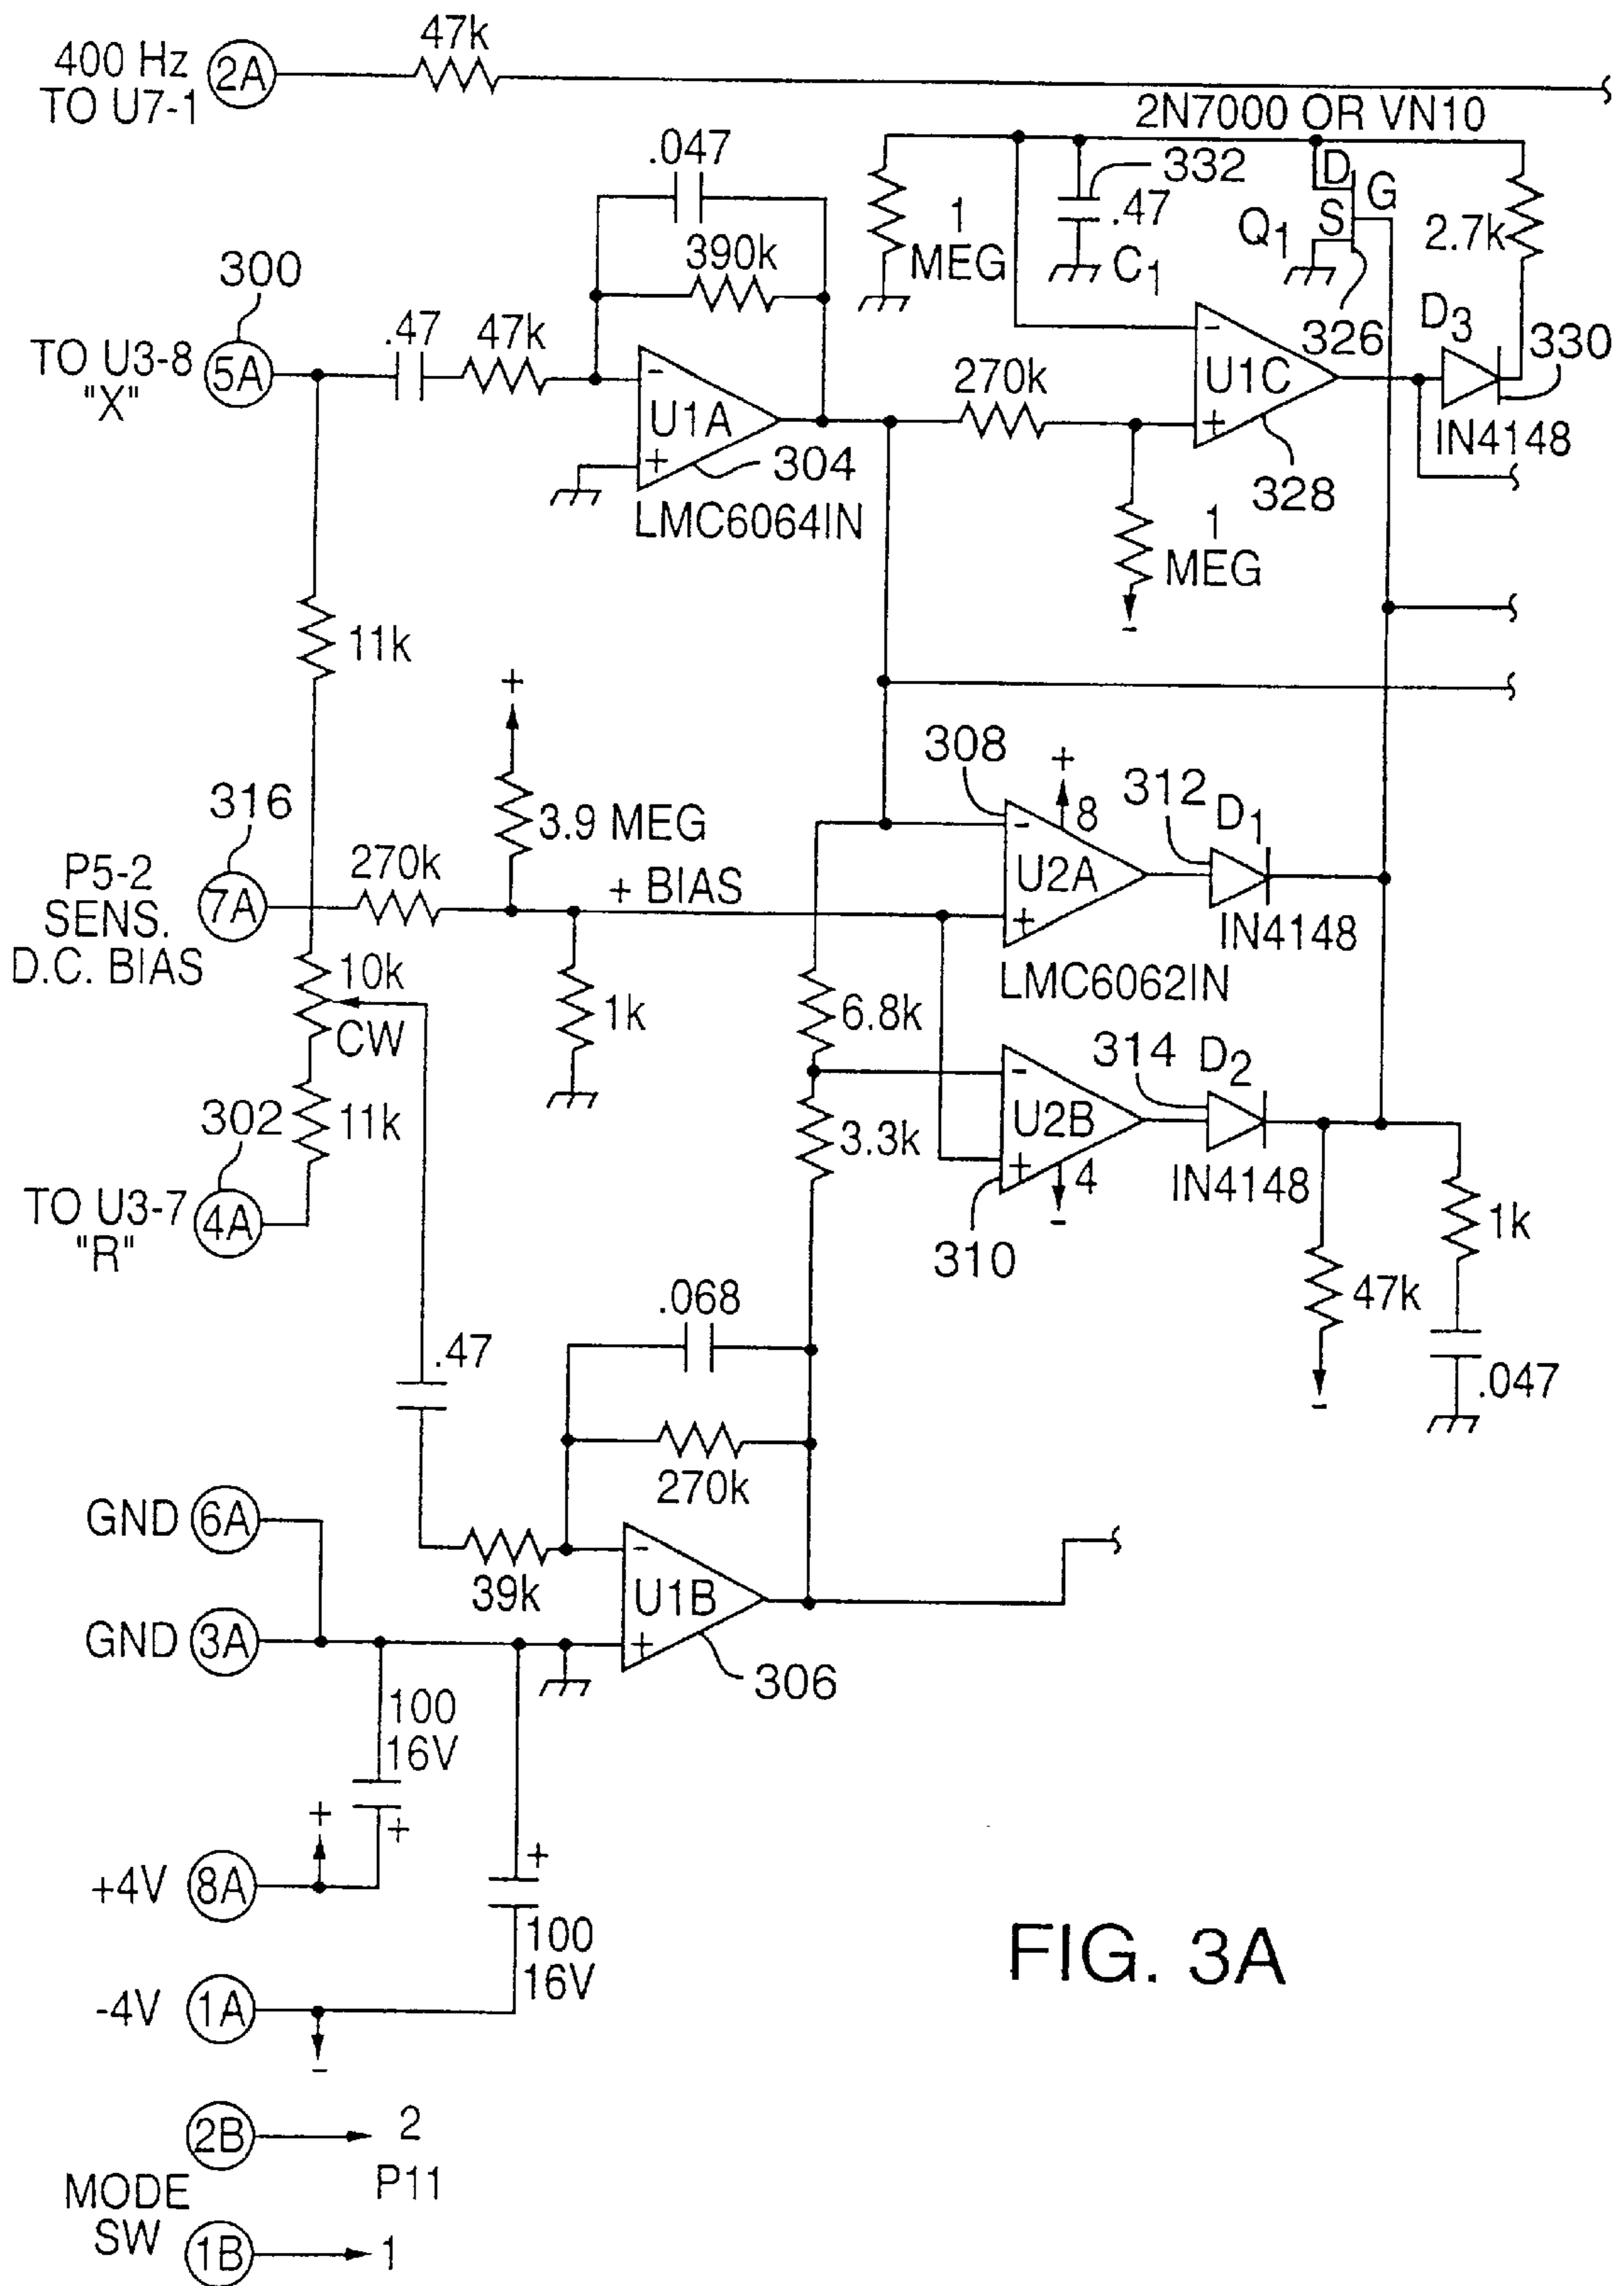 47k
400 Hz
TO U7-1
2A
2N7000 OR VN10
.047
332
D
G
S
Q1
1
MEG
.47
C1
2.7k
390k
300
.47
47k
326
D3
330
TO U3-8
"X"
5A
-
U1A
+
304
LMC6064IN
270k
-
U1C
+
328
IN4148
1
MEG
-
11k
+
3.9 MEG
308
+
8
312
D1
316
P5-2
SENS.
D.C. BIAS
7A
270k
+ BIAS
-
U2A
+
IN4148
LMC6062IN
10k
CW
1k
6.8k
314
D2
302
11k
3.3k
-
U2B
+
4
-
IN4148
TO U3-7
"R"
4A
310
1k
47k
-
.047
.068
.47
270k
GND
6A
39k
-
U1B
+
306
GND
3A
100
16V
+
+
+4V
8A
+
100
16V
-4V
1A
-
FIG. 3A
2B
2
P11
MODE
SW
1B
1